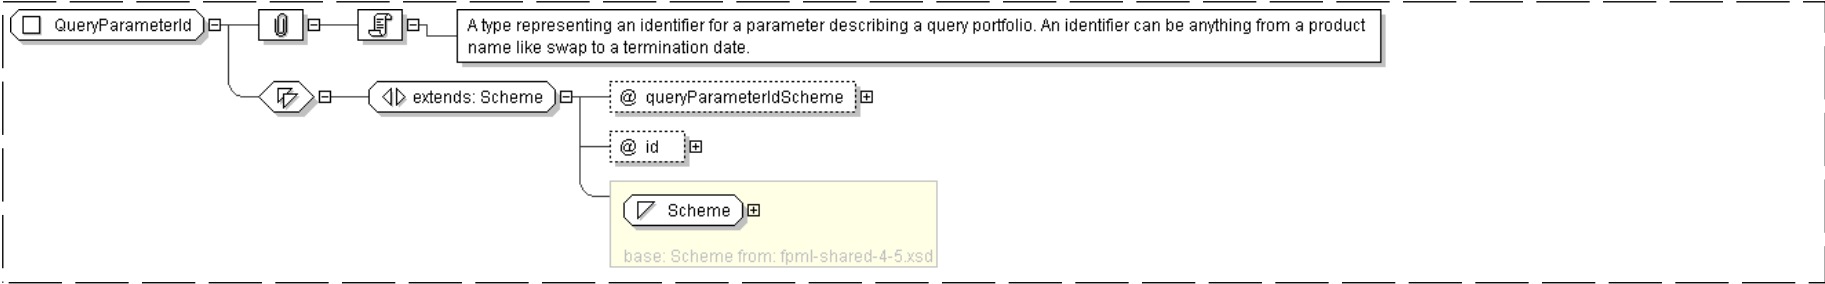 QueryParameterId
A type representing an identifier for a parameter describing a query portfolio. An identifier can be anything from a product
name like swap to a termination date.
extends: Scheme
@ queryParameterIdScheme
@ id
Scheme
base: Scheme from: fpml-shared-4-5.xsd